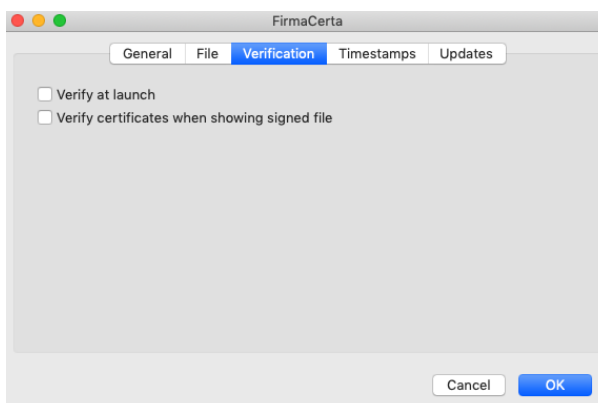 FirmaCerta
General File Verification Timestamps Updates
Verify at launch
Verify certificates when showing signed file
Cancel OK